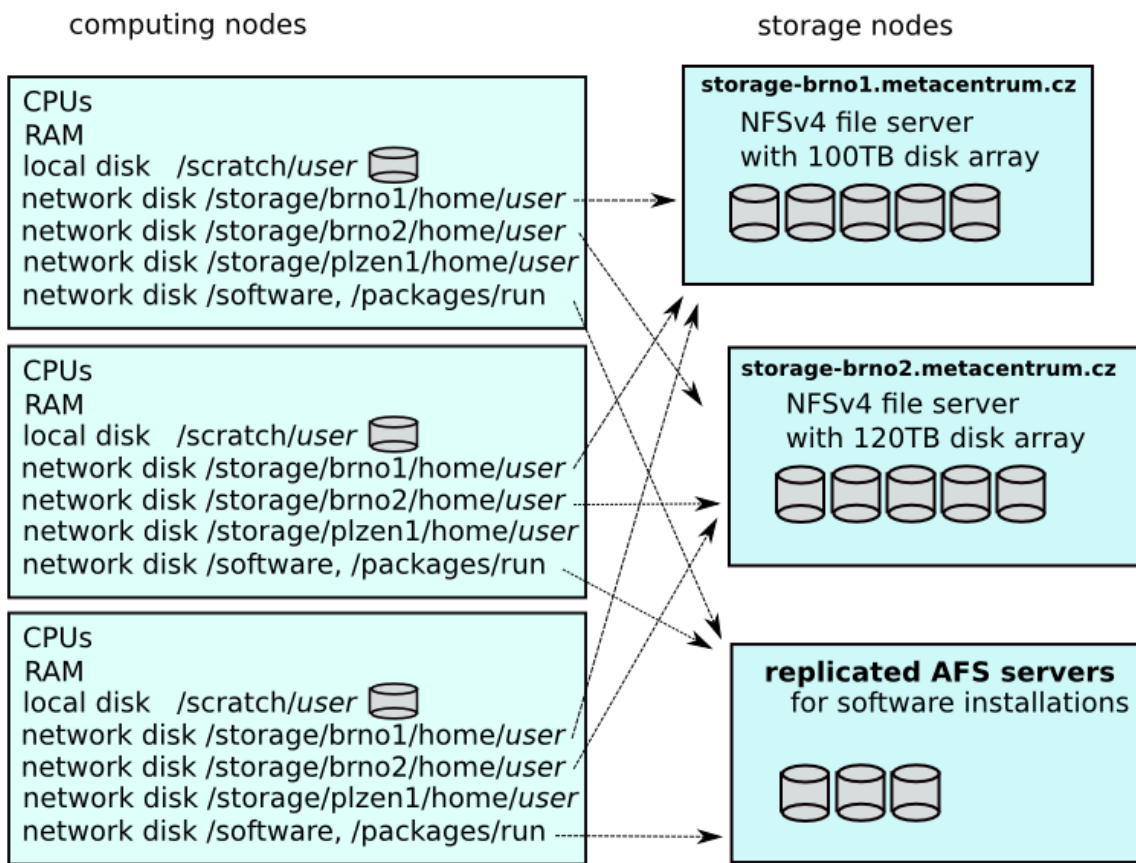 computing nodes
storage nodes
CPUs
RAM
local disk /scratch/user
network disk /storage/brno1/home/user
network disk /storage/brno2/home/user
network disk /storage/plzen1/home/user
network disk /software, /packages/run
CPUs
RAM
local disk /scratch/user
network disk /storage/brno1/home/user
network disk /storage/brno2/home/user
network disk /storage/plzen1/home/user
network disk /software, /packages/run
CPUs
RAM
local disk /scratch/user
network disk /storage/brno1/home/user
network disk /storage/brno2/home/user
network disk /storage/plzen1/home/user
network disk /software, /packages/run
storage-brno1.metacentrum.cz
NFSv4 file server
with 100TB disk array
storage-brno2.metacentrum.cz
NFSv4 file server
with 120TB disk array
replicated AFS servers
for software installations